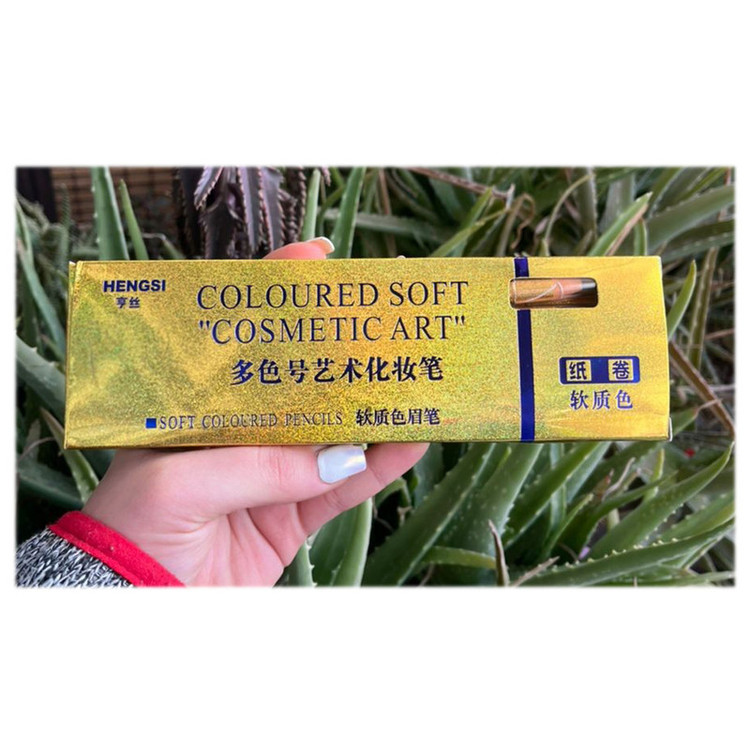 HENGSI
亨丝
COLOURED SOFT
"COSMETIC ART"
多色号艺术化妆笔
SOFT COLOURED PENCILS 软质色眉笔
纸卷
软质色